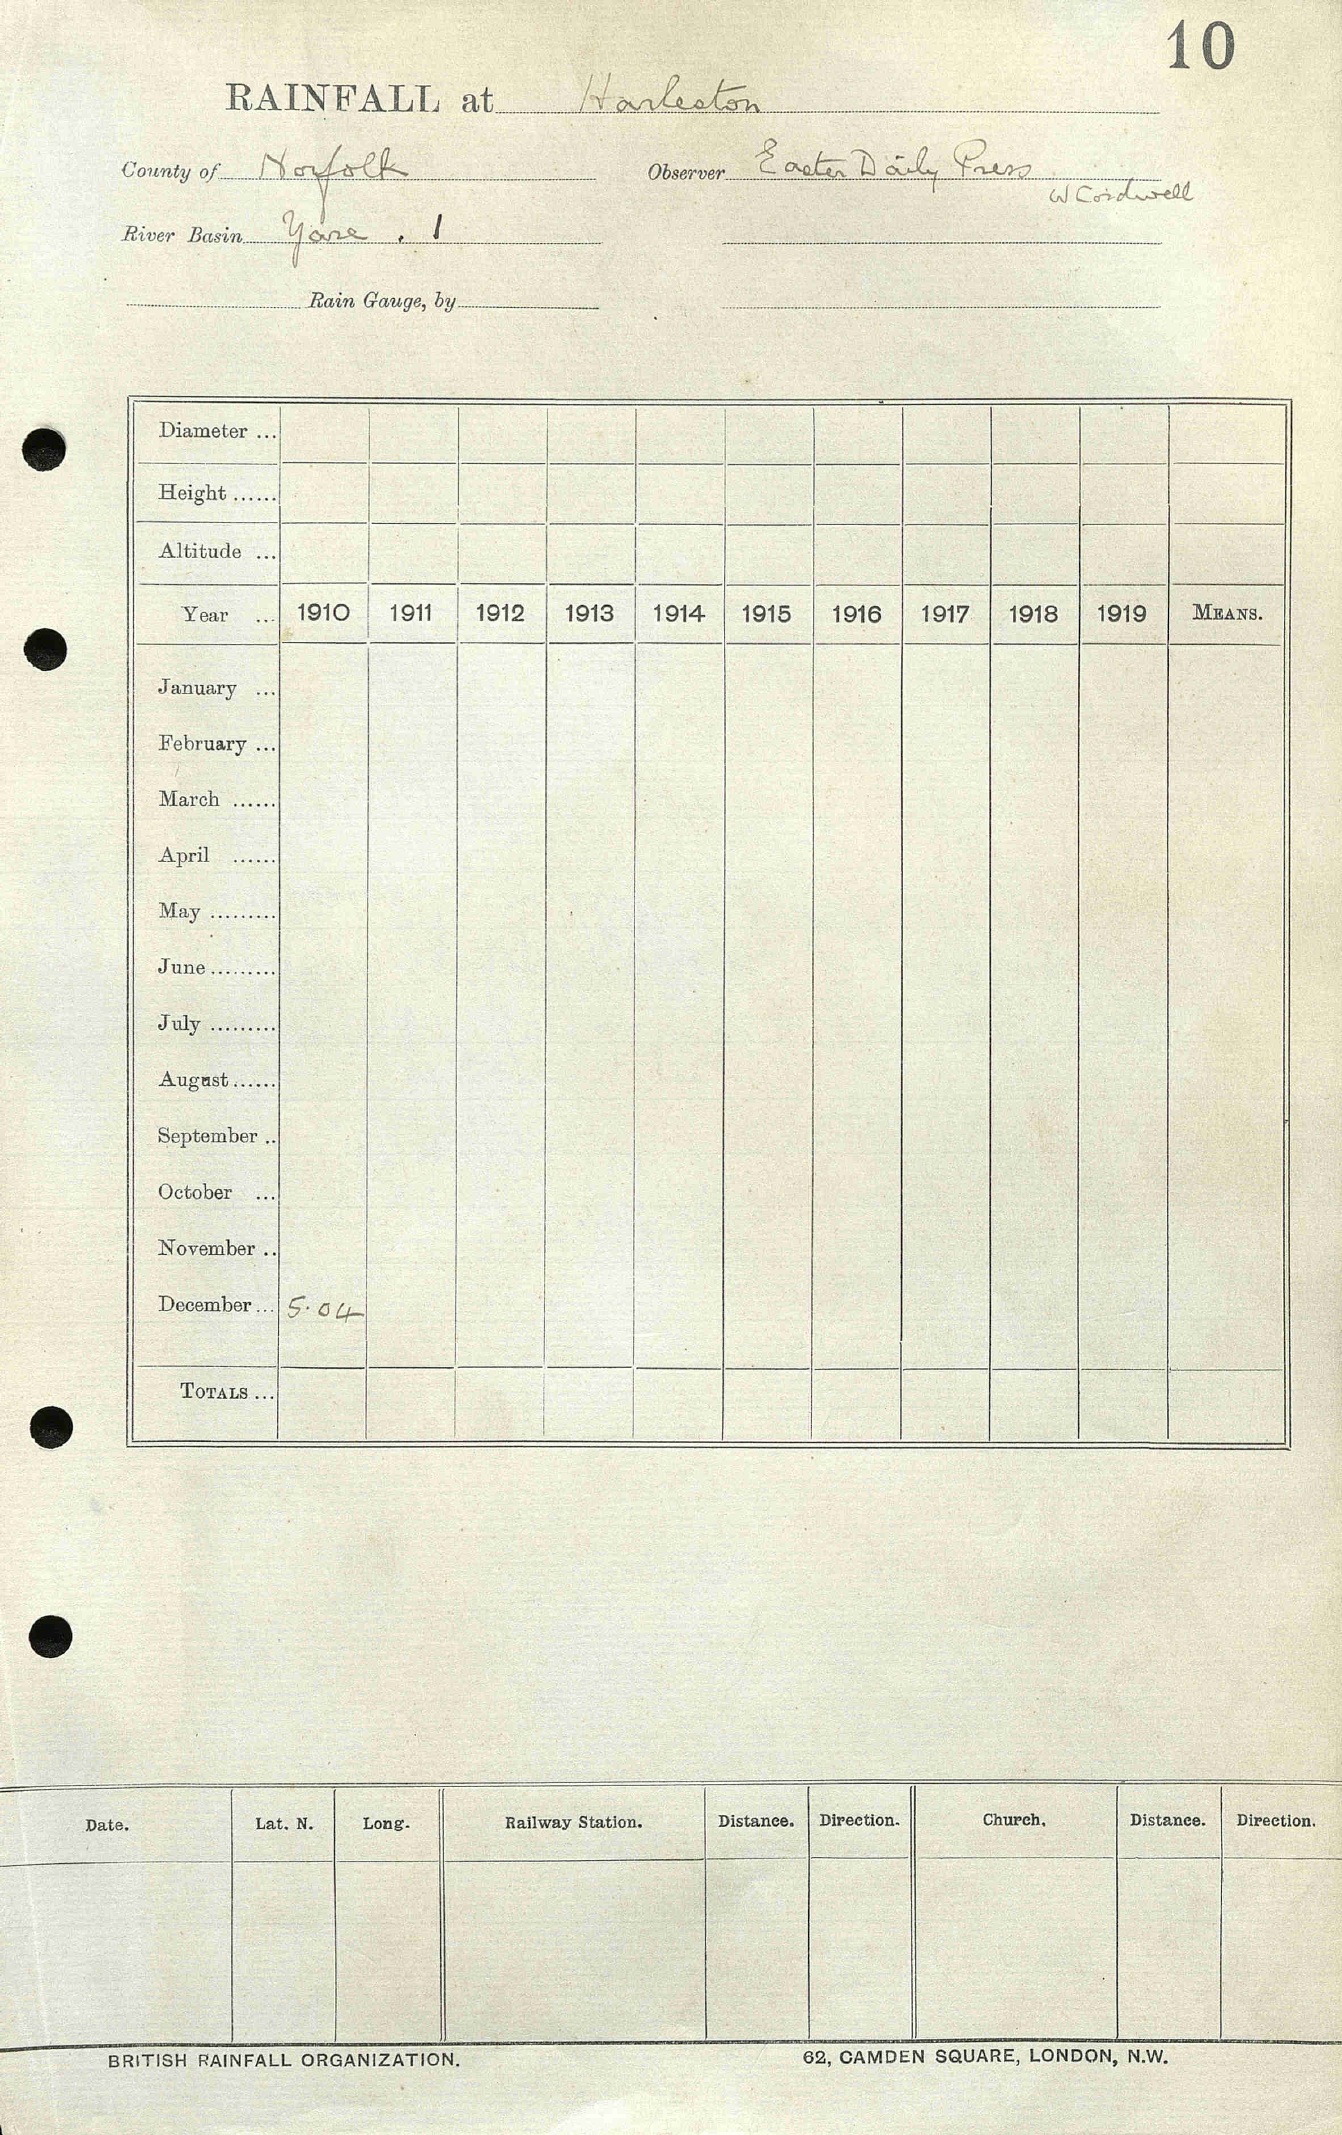 10
RAINFALL at Harleston
County of Norfolk Observer Easter Daily Press
W Cordwell
River Basin Yare . 1
Rain Gauge, by
Diameter ...
Height ......
Altitude ...
Year ... 1910 1911 1912 1913 1914 1915 1916 1917 1918 1919 MEANS.
January ...
February ...
March ......
April ......
May .........
June .........
July .........
August ......
September ..
October ...
November ..
December ... 5.04
TOTALS ...
Date. Lat. N. Long. Railway Station. Distance. Direction. Church. Distance. Direction.
BRITISH RAINFALL ORGANIZATION. 62, CAMDEN SQUARE, LONDON, N.W.